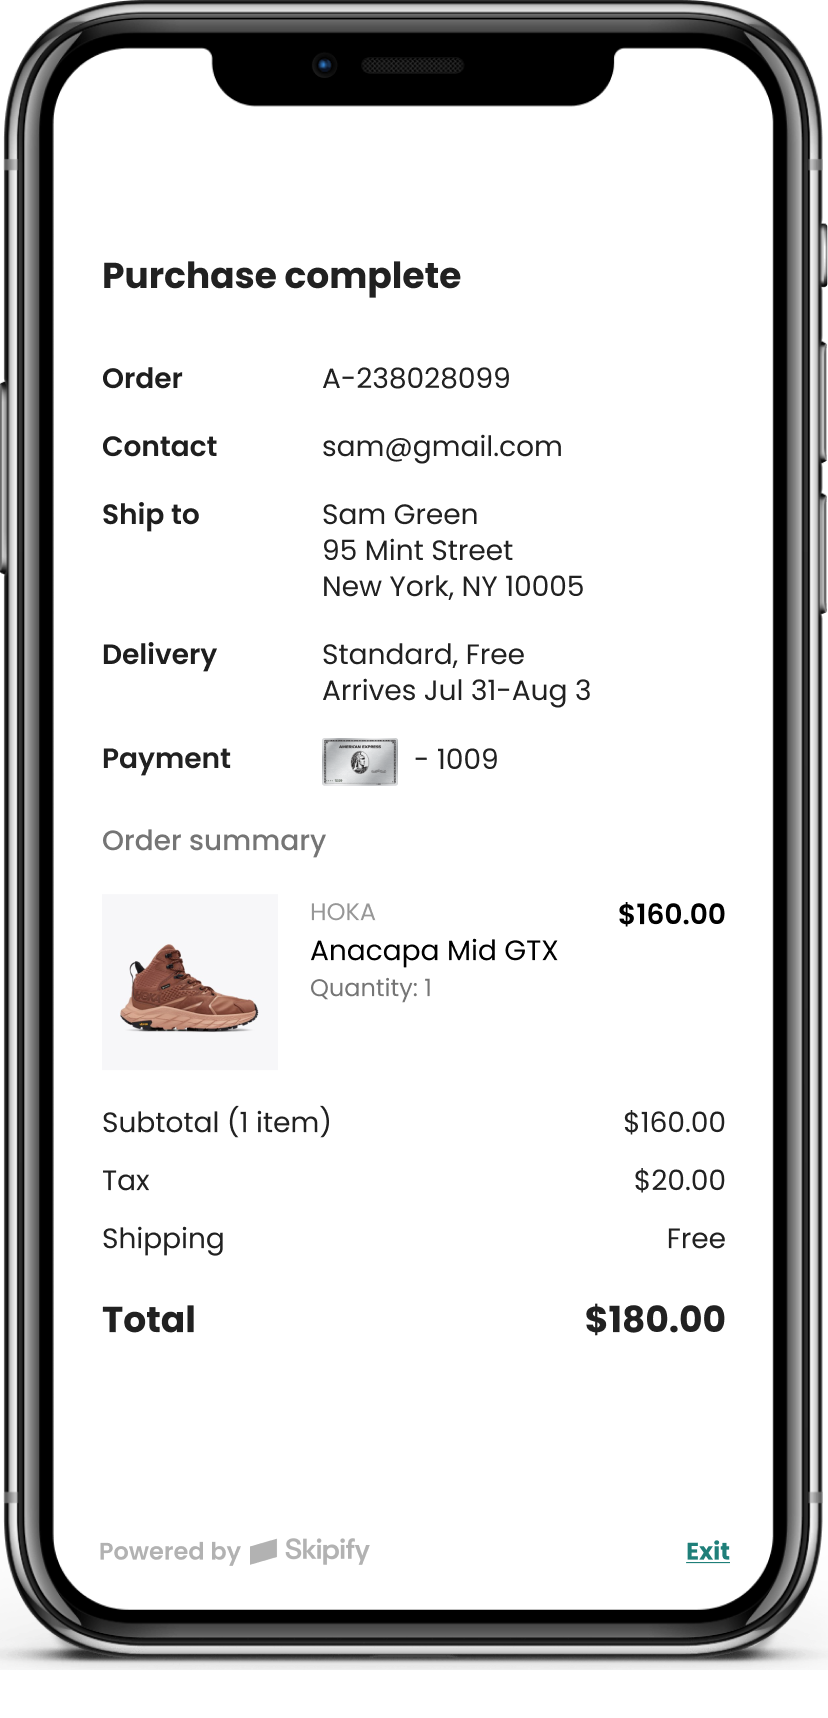 Purchase complete
Order A-238028099
Contact sam@gmail.com
Ship to Sam Green
95 Mint Street
New York, NY 10005
Delivery Standard, Free
Arrives Jul 31-Aug 3
Payment AMERICAN EXPRESS - 1009
Order summary
HOKA $160.00
Anacapa Mid GTX
Quantity: 1
Subtotal (1 item) $160.00
Tax $20.00
Shipping Free
Total $180.00
Powered by Skipify Exit